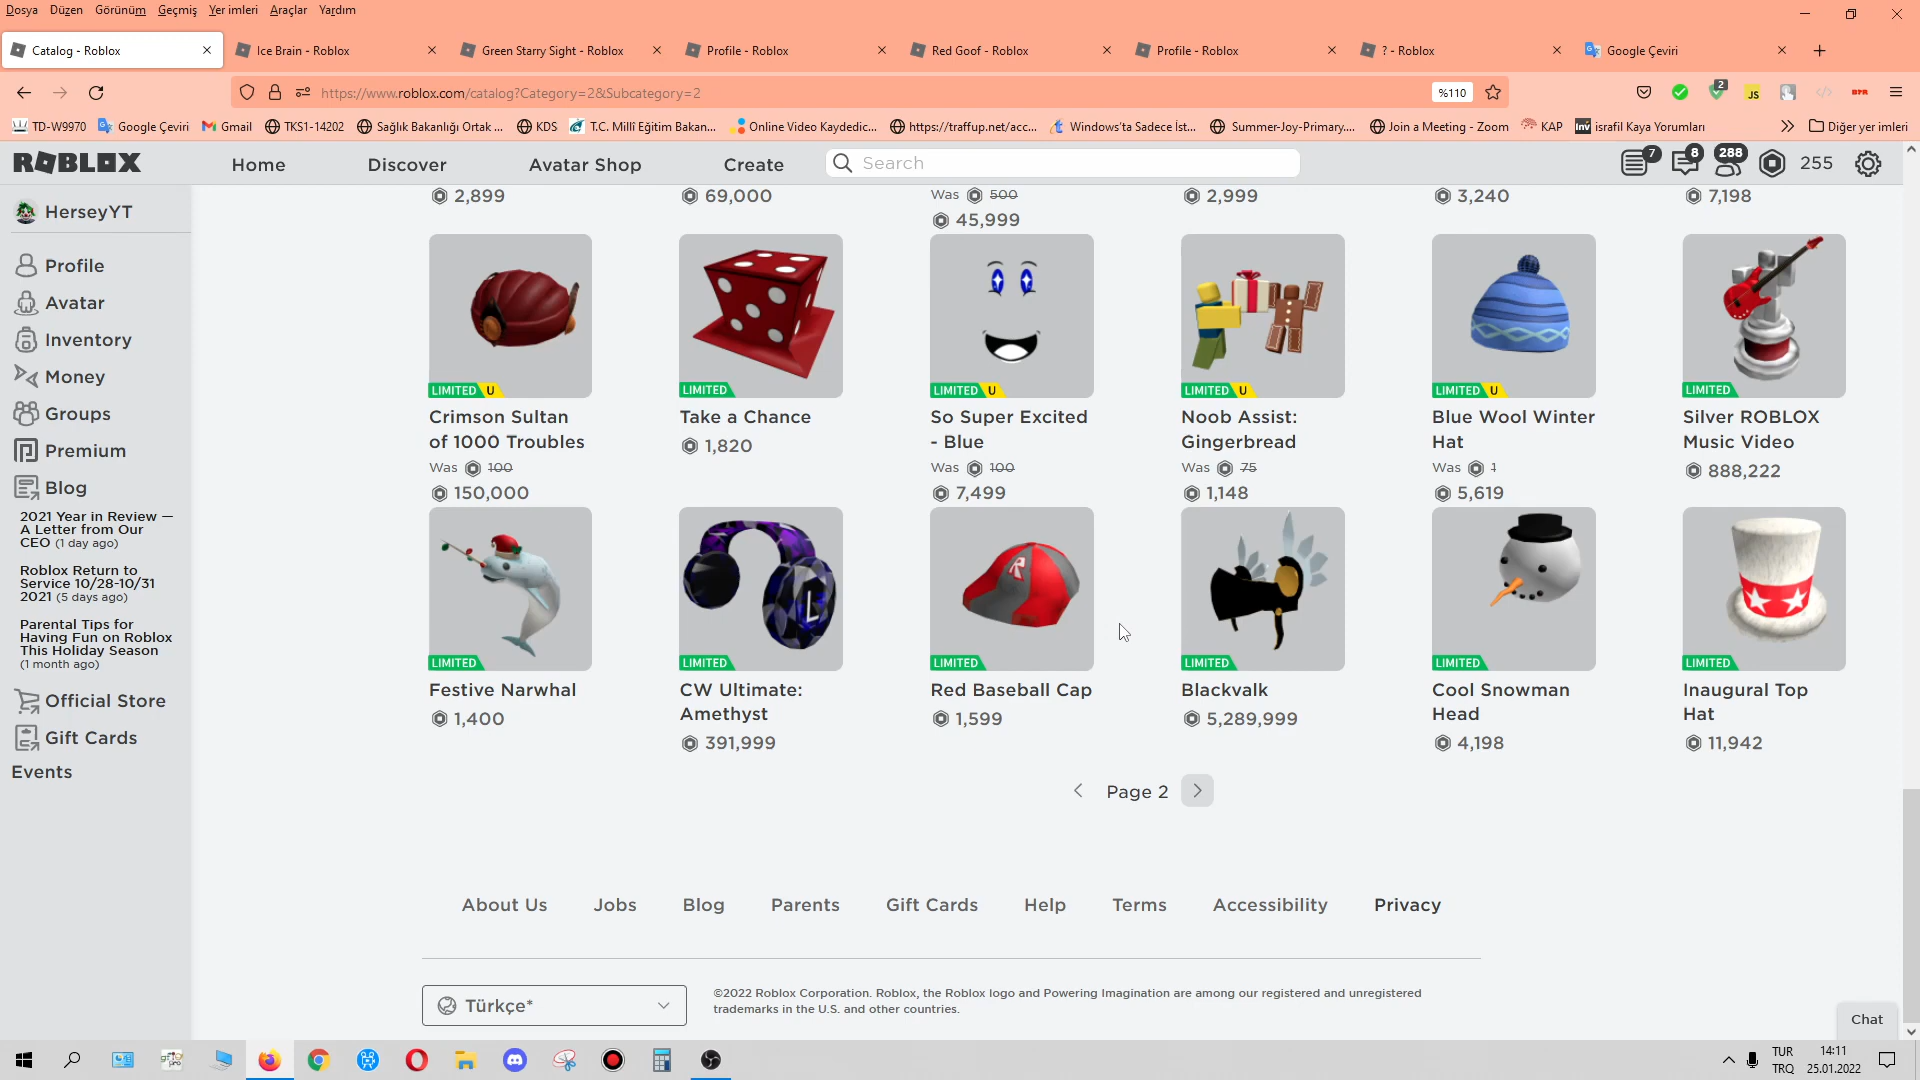 Dosya Düzen Görünüm Geçmiş Yer imleri Araçlar Yardım
Catalog - Roblox
Ice Brain - Roblox
Green Starry Sight - Roblox
Profile - Roblox
Red Goof - Roblox
Profile - Roblox
? - Roblox
Google Çeviri
https://www.roblox.com/catalog?Category=2&Subcategory=2
%110
2
JS
TD-W9970
Google Çeviri
Gmail
TKS1-14202
Sağlık Bakanlığı Ortak ...
KDS
T.C. Millî Eğitim Bakan...
Online Video Kaydedic...
https://traffup.net/acc...
Windows'ta Sadece İst...
Summer-Joy-Primary....
Join a Meeting - Zoom
KAP
Inv
israfil Kaya Yorumları
Diğer yer imleri
ROBLOX
Home
Discover
Avatar Shop
Create
Search
7
8
288
255
HerseyYT
Profile
Avatar
Inventory
Money
Groups
Premium
Blog
2021 Year in Review —
A Letter from Our
CEO (1 day ago)
Roblox Return to
Service 10/28-10/31
2021 (5 days ago)
Parental Tips for
Having Fun on Roblox
This Holiday Season
(1 month ago)
Official Store
Gift Cards
Events
2,899
69,000
Was 500
45,999
2,999
3,240
7,198
LIMITED U
Crimson Sultan
of 1000 Troubles
Was 100
150,000
LIMITED
Take a Chance
1,820
LIMITED U
So Super Excited
- Blue
Was 100
7,499
LIMITED U
Noob Assist:
Gingerbread
Was 75
1,148
LIMITED U
Blue Wool Winter
Hat
Was 1
5,619
LIMITED
Silver ROBLOX
Music Video
888,222
LIMITED
Festive Narwhal
1,400
LIMITED
CW Ultimate:
Amethyst
391,999
LIMITED
Red Baseball Cap
1,599
LIMITED
Blackvalk
5,289,999
LIMITED
Cool Snowman
Head
4,198
LIMITED
Inaugural Top
Hat
11,942
Page 2
About Us
Jobs
Blog
Parents
Gift Cards
Help
Terms
Accessibility
Privacy
Türkçe*
©2022 Roblox Corporation. Roblox, the Roblox logo and Powering Imagination are among our registered and unregistered
trademarks in the U.S. and other countries.
Chat
TUR
TRQ
14:11
25.01.2022